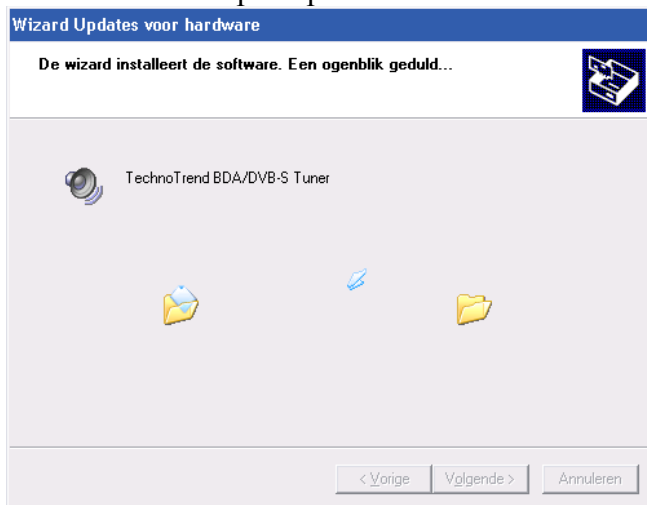 Wizard Updates voor hardware
De wizard installeert de software. Een ogenblik geduld...
TechnoTrend BDA/DVB-S Tuner
< Vorige
Volgende >
Annuleren